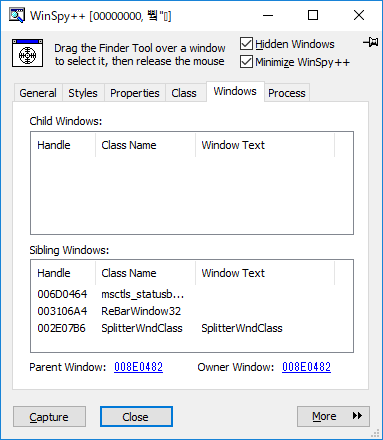 WinSpy++ [00000000, 뾕"▯]
Drag the Finder Tool over a window
to select it, then release the mouse
Hidden Windows
Minimize WinSpy++
General Styles Properties Class Windows Process
Child Windows:
Handle Class Name Window Text
Sibling Windows:
Handle Class Name Window Text
006D0464 msctls_statusb...
003106A4 ReBarWindow32
002E07B6 SplitterWndClass SplitterWndClass
Parent Window: 008E0482 Owner Window: 008E0482
Capture Close More